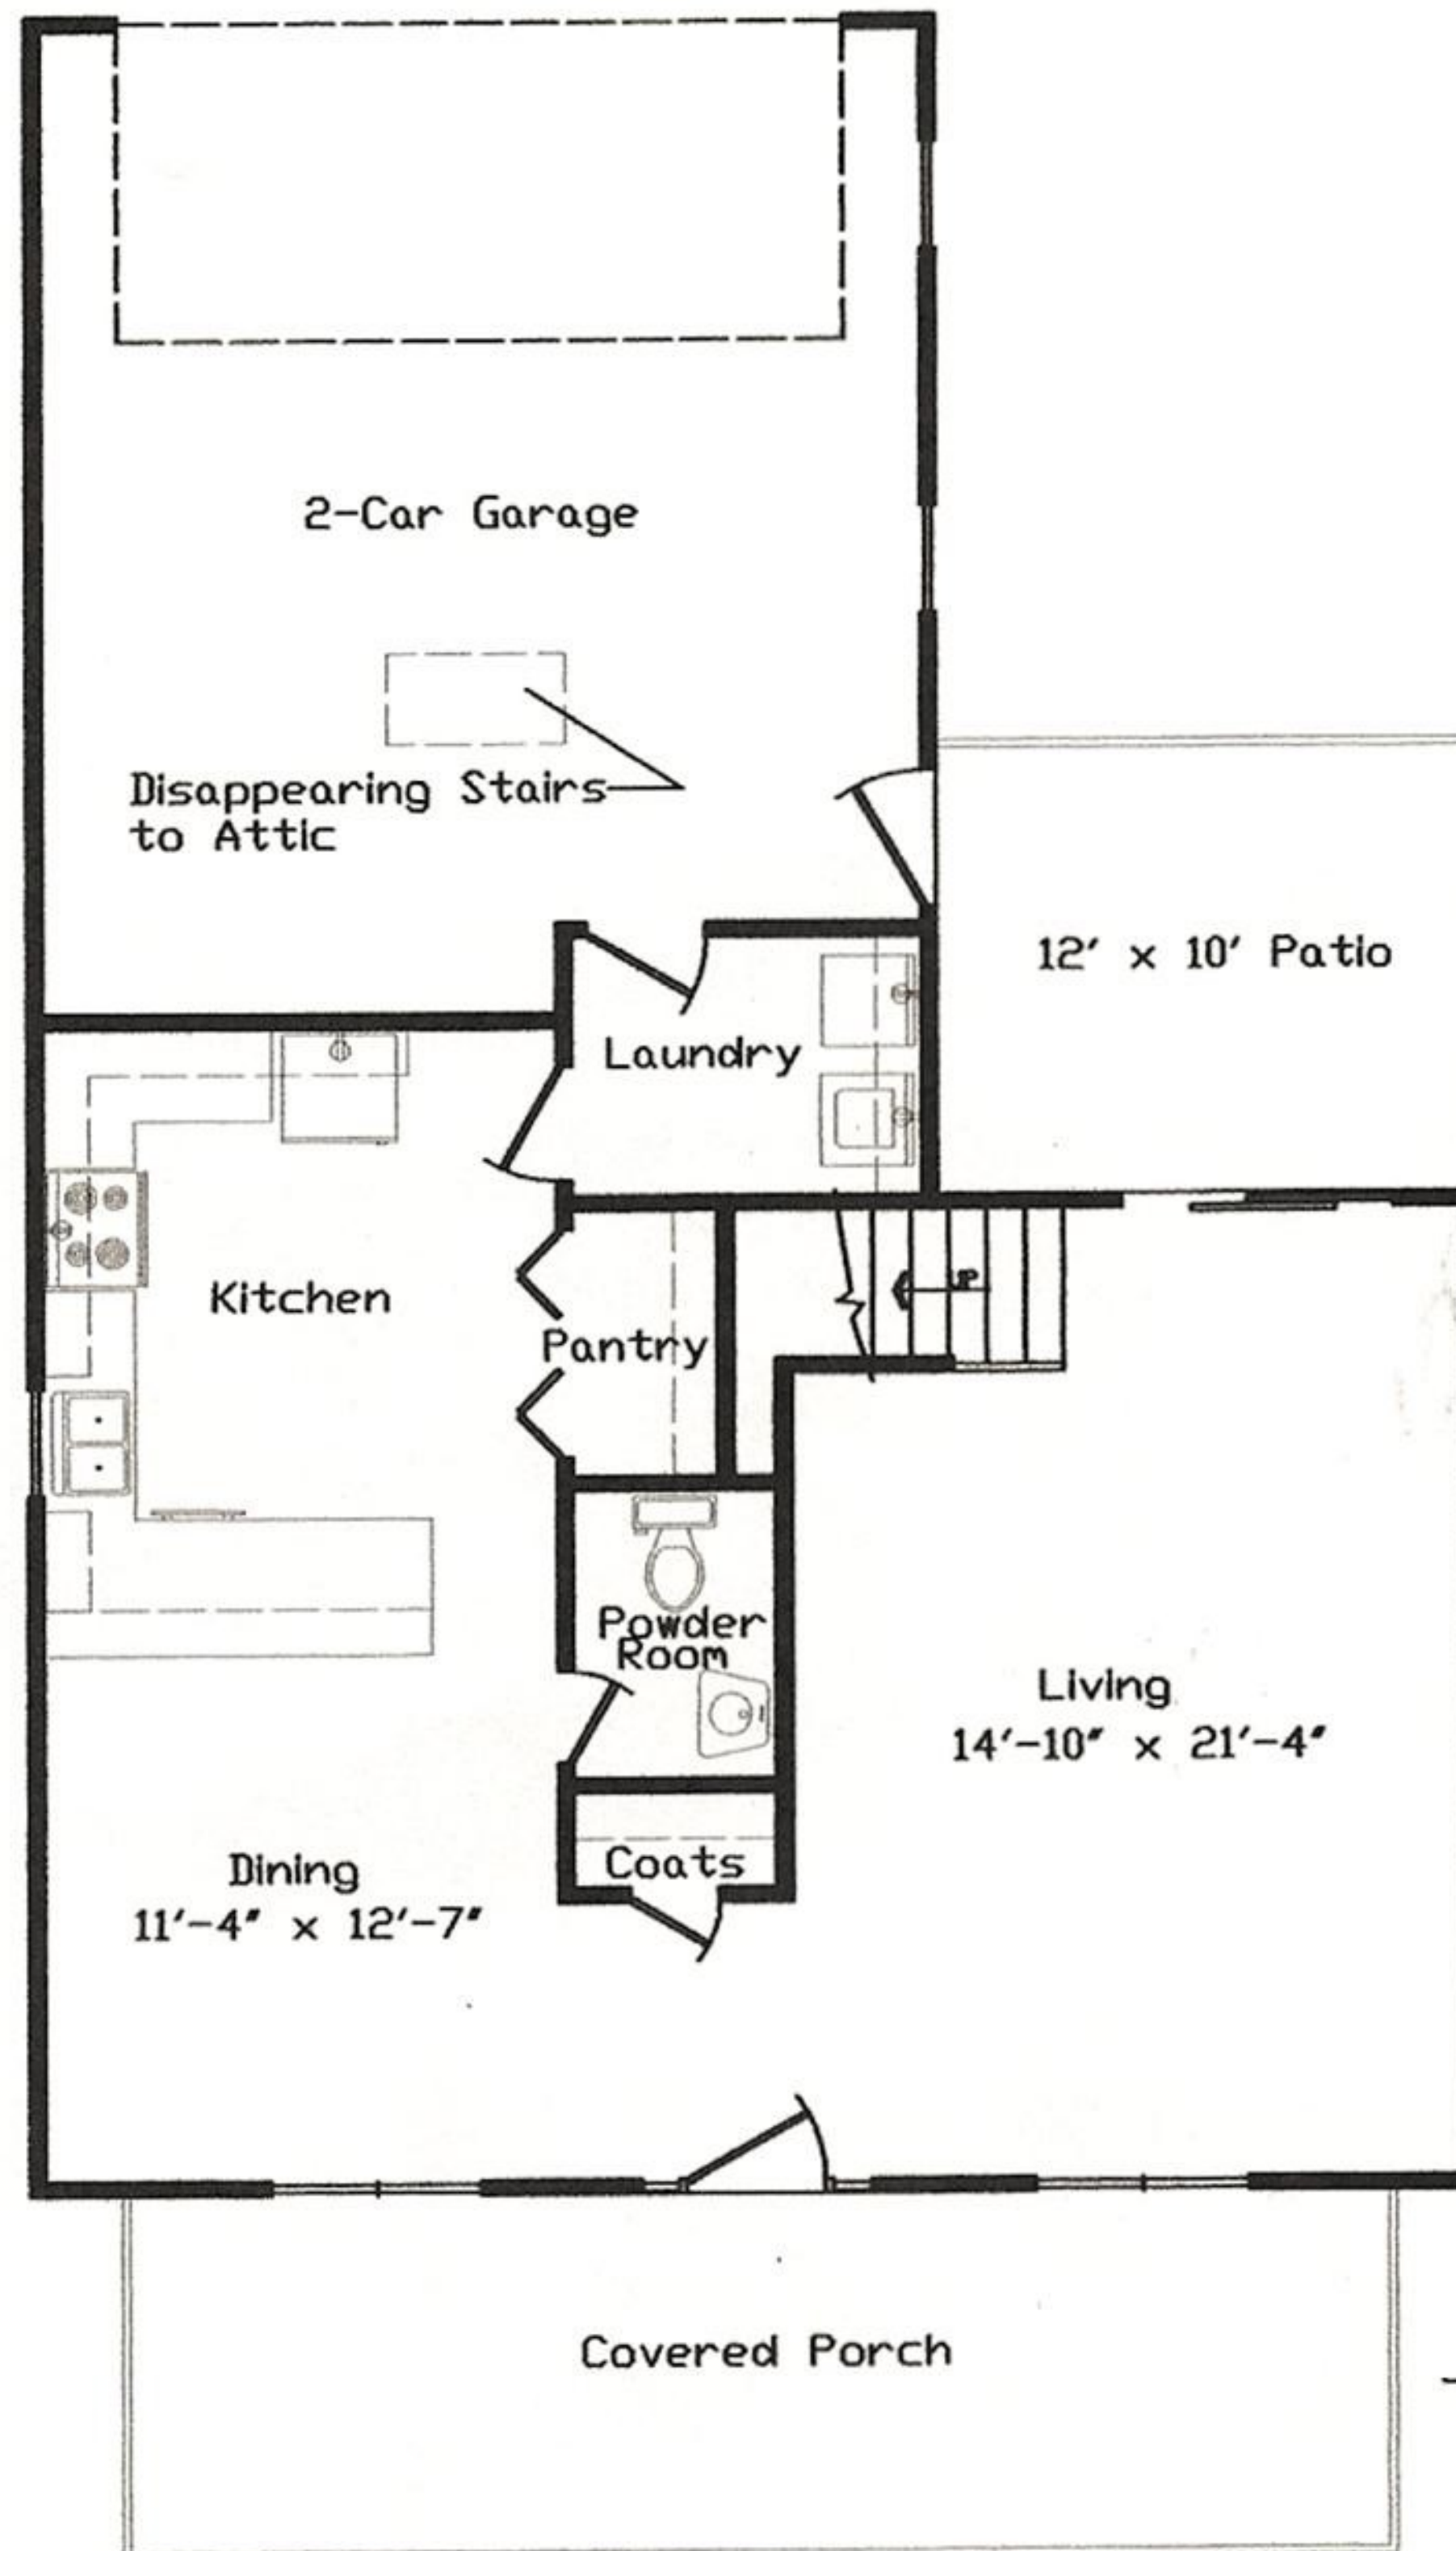 2-Car Garage
Disappearing Stairs
to Attic
12' x 10' Patio
Laundry
Kitchen
UP
Pantry
Powder
Room
Living
14'-10" x 21'-4"
Coats
Dining
11'-4" x 12'-7"
Covered Porch